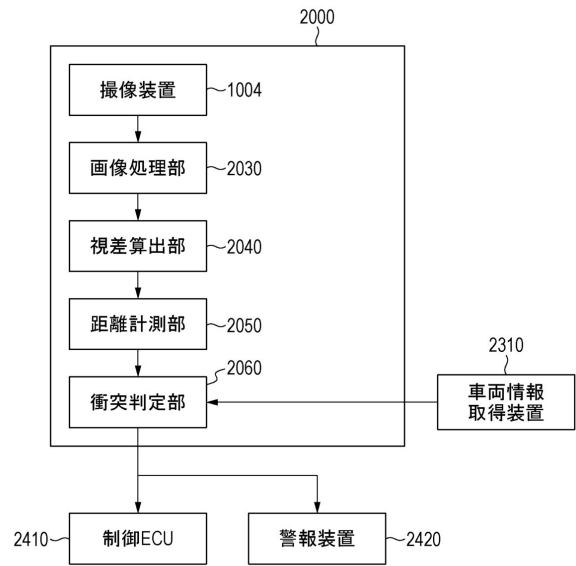 2000
撮像装置
1004
画像処理部
2030
視差算出部
2040
距離計測部
2050
衝突判定部
2060
2310
車両情報
取得装置
2410
制御ECU
警報装置
2420